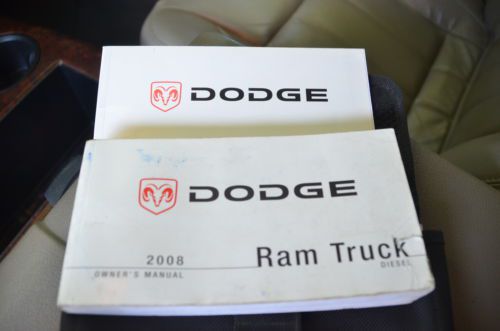 DODGE
DODGE
2008
OWNER'S MANUAL
Ram Truck
DIESEL